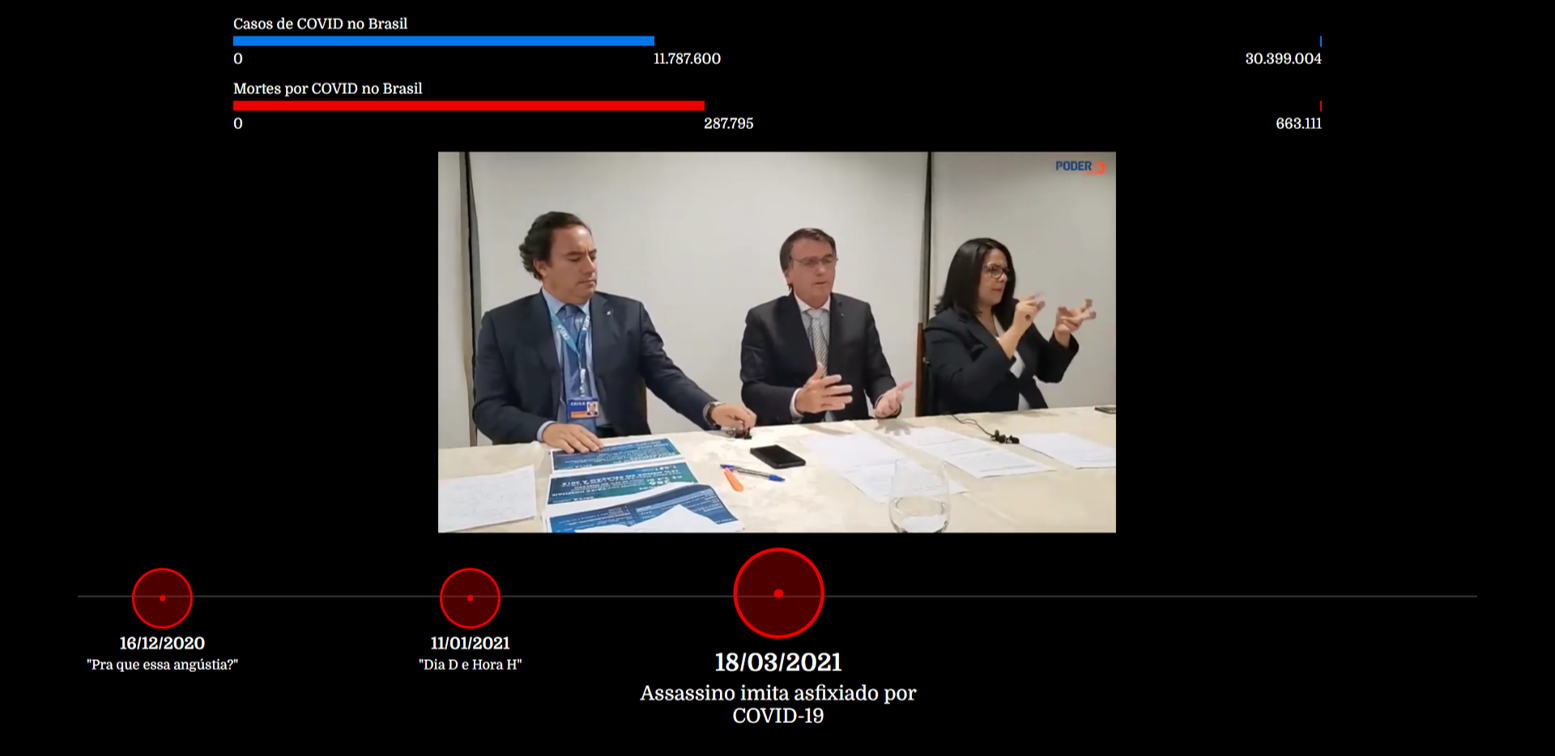 Casos de COVID no Brasil
0 11.787.600 30.399.004
Mortes por COVID no Brasil
0 287.795 663.111
PODER
16/12/2020 11/01/2021 18/03/2021
"Pra que essa angústia?" "Dia D e Hora H" Assassino imita asfixiado por
COVID-19